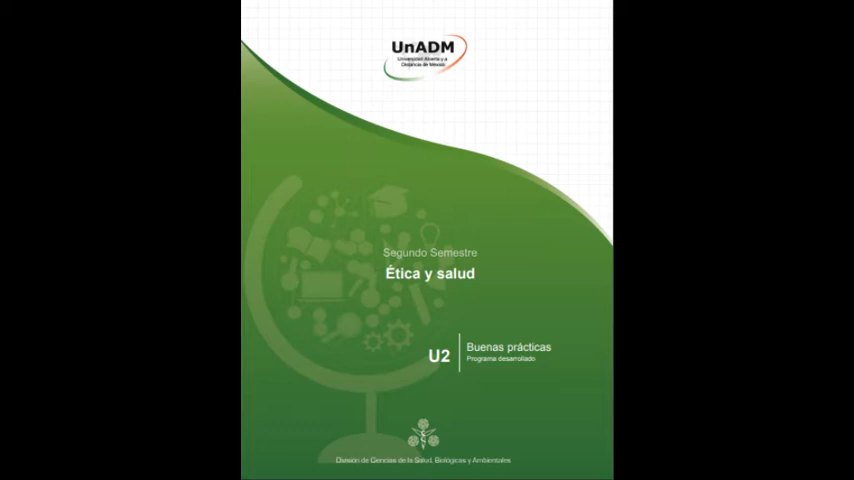 UnADM
Universidad Abierta y a
Distancia de México
Segundo Semestre
Ética y salud
U2
Buenas prácticas
Programa desarrollado
División de Ciencias de la Salud, Biológicas y Ambientales